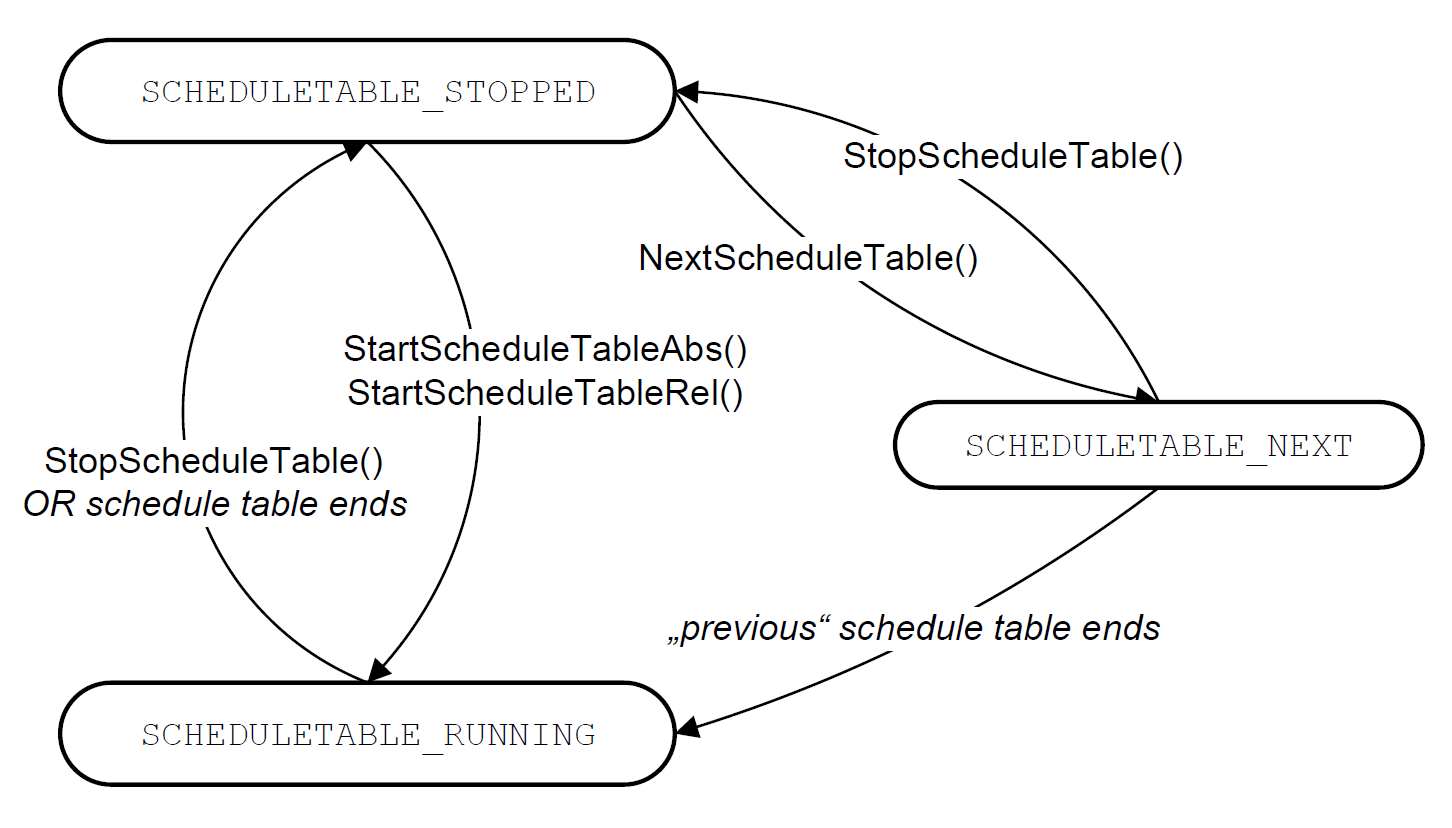 SCHEDULETABLE_STOPPED
StopScheduleTable()
NextScheduleTable()
StartScheduleTableAbs()
StartScheduleTableRel()
SCHEDULETABLE_NEXT
StopScheduleTable()
OR schedule table ends
„previous“ schedule table ends
SCHEDULETABLE_RUNNING